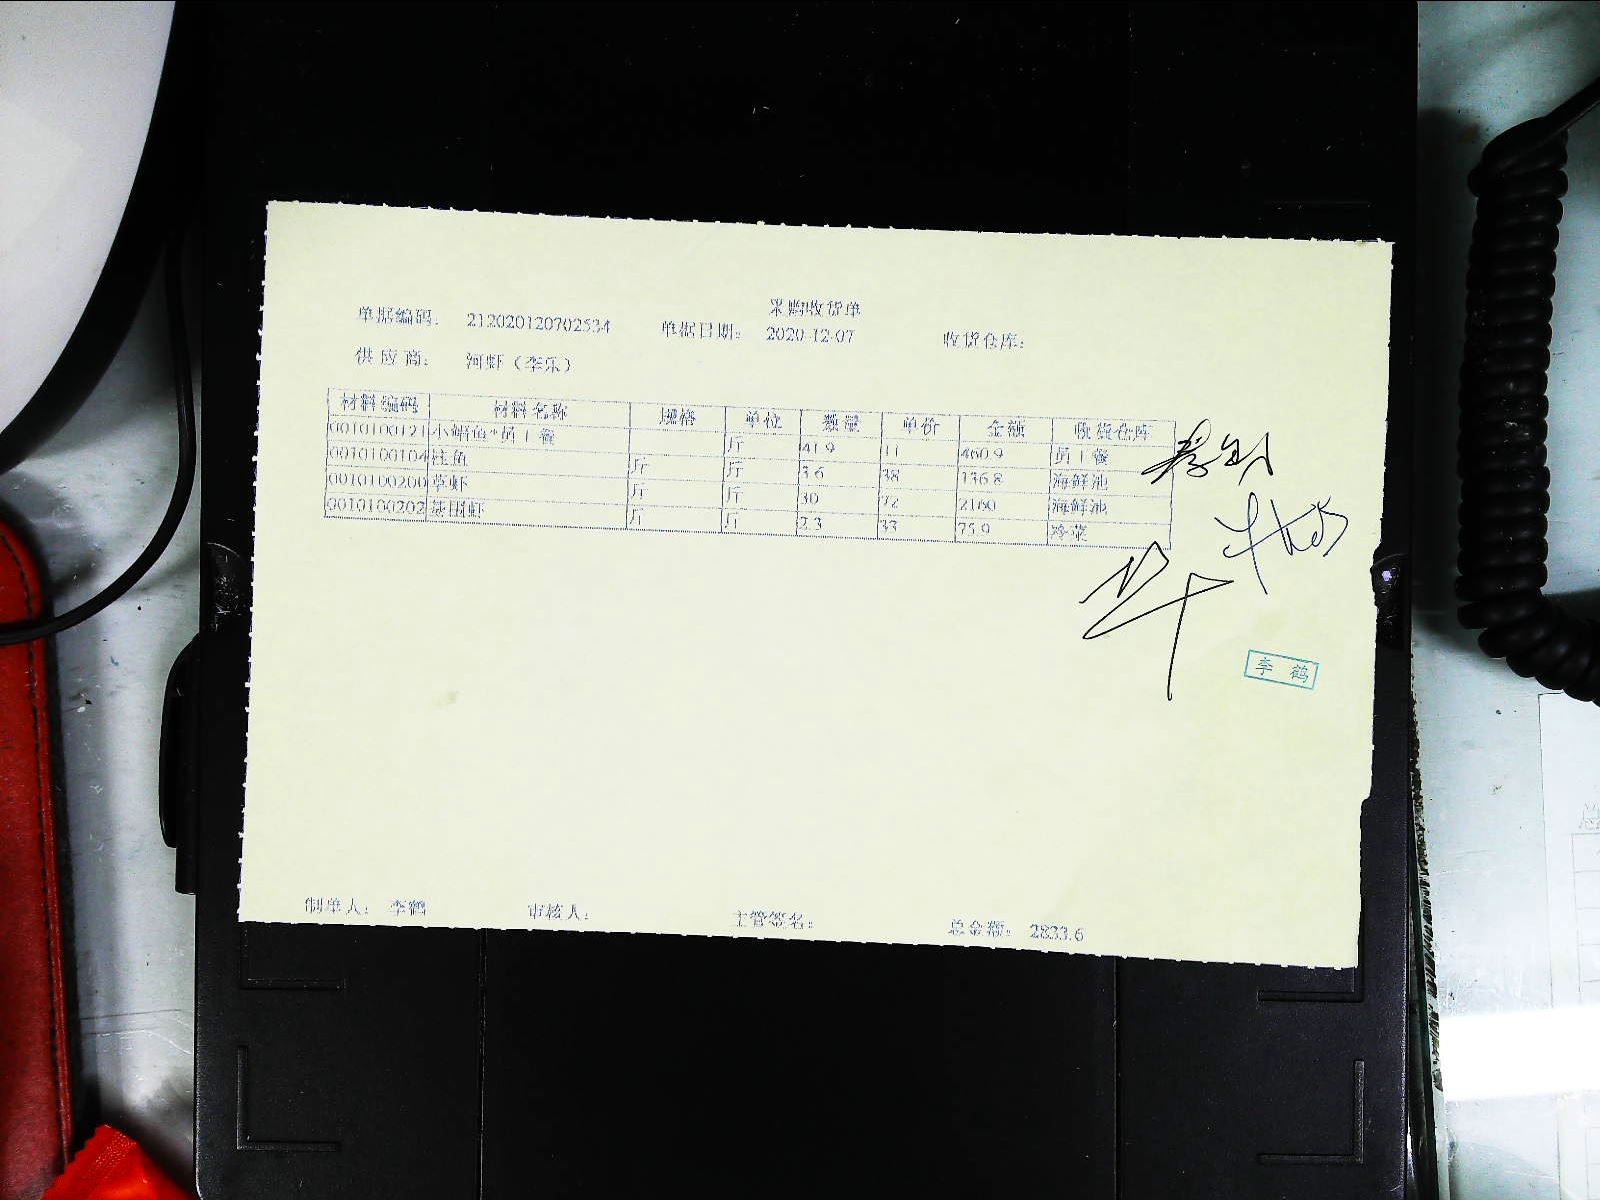 采购收货单
单据编码: 212020120702534 单据日期: 2020-12-07 收货仓库:
供应商: 河虾（李乐）
材料编码 材料名称 规格 单位 数量 单价 金额 收货仓库
0010100121 小鲳鱼*员工餐 斤 41.9 11 460.9 员工餐
0010100104 桂鱼 斤 斤 3.6 38 136.8 海鲜池
0010100200 草虾 斤 斤 30 72 2160 海鲜池
0010100202 基围虾 斤 斤 2.3 33 75.9 冷菜
李鹤
制单人: 李鹤 审核人: 主管签名: 总金额: 2833.6